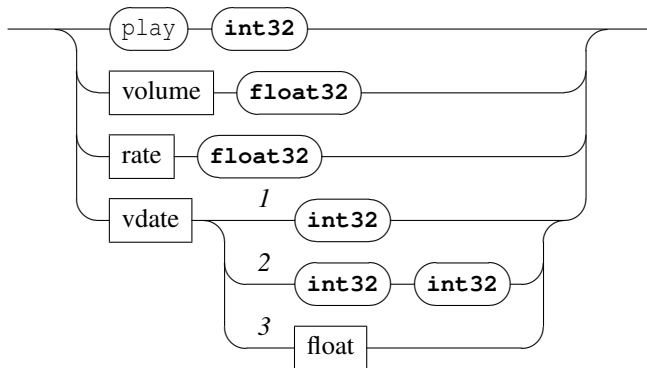 play int32
volume float32
rate float32
1
vdate int32
2
int32 int32
3
float